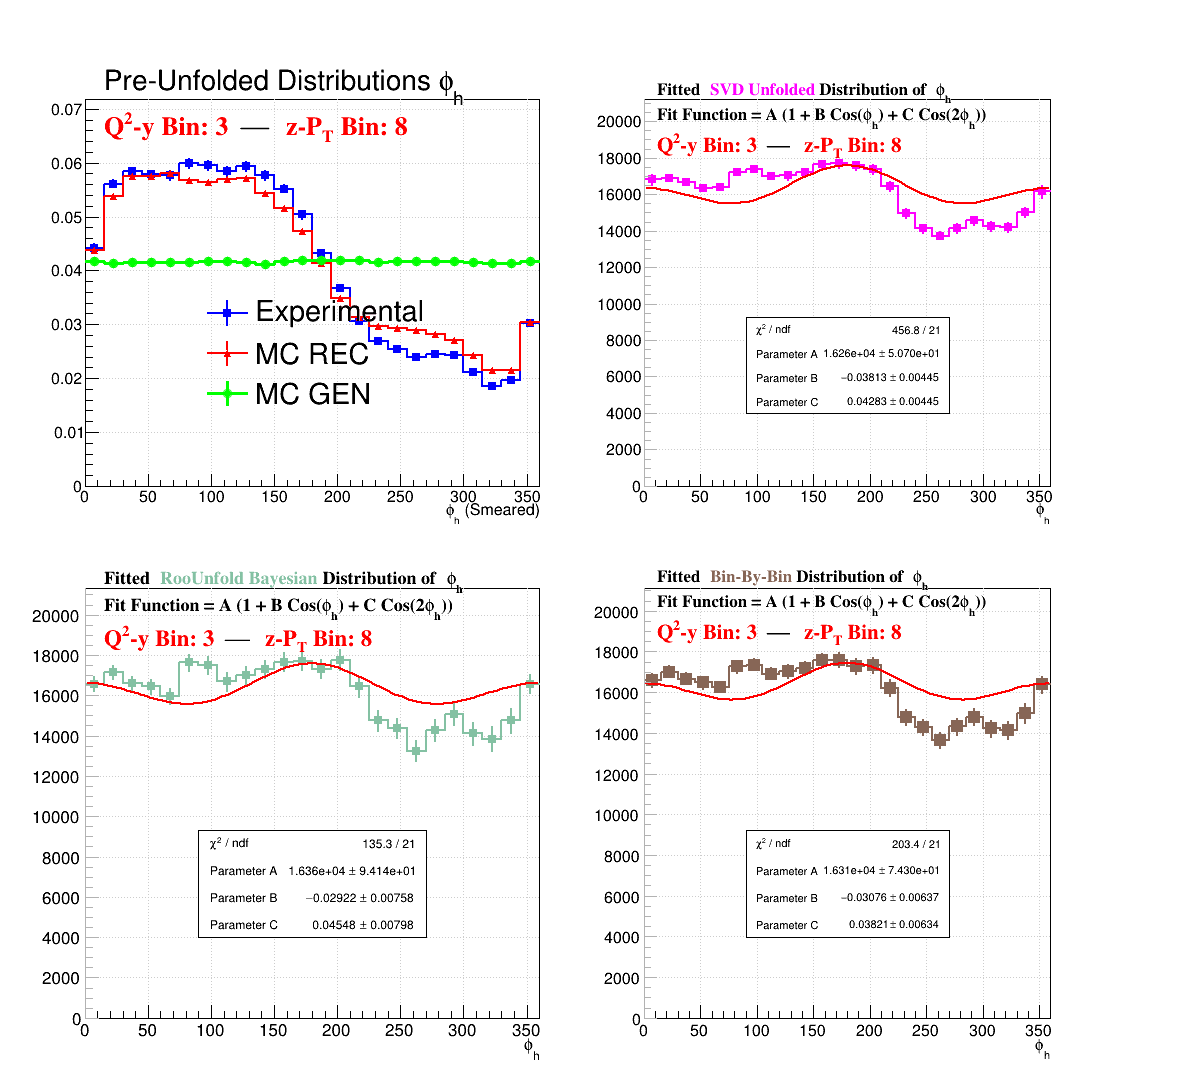 Pre-Unfolded Distributions ϕh
Q2-y Bin: 3 — z-PT Bin: 8
0.07
0.06
0.05
0.04
0.03
0.02
0.01
0
Experimental
MC REC
MC GEN
0 50 100 150 200 250 300 350
ϕh (Smeared)
Fitted SVD Unfolded Distribution of ϕh
Fit Function = A (1 + B Cos(ϕh) + C Cos(2ϕh))
Q2-y Bin: 3 — z-PT Bin: 8
20000
18000
16000
14000
12000
10000
8000
6000
4000
2000
0
χ2 / ndf 456.8 / 21
Parameter A 1.626e+04 ± 5.070e+01
Parameter B −0.03813 ± 0.00445
Parameter C 0.04283 ± 0.00445
0 50 100 150 200 250 300 350
ϕh
Fitted RooUnfold Bayesian Distribution of ϕh
Fit Function = A (1 + B Cos(ϕh) + C Cos(2ϕh))
Q2-y Bin: 3 — z-PT Bin: 8
20000
18000
16000
14000
12000
10000
8000
6000
4000
2000
0
χ2 / ndf 135.3 / 21
Parameter A 1.636e+04 ± 9.414e+01
Parameter B −0.02922 ± 0.00758
Parameter C 0.04548 ± 0.00798
0 50 100 150 200 250 300 350
ϕh
Fitted Bin-By-Bin Distribution of ϕh
Fit Function = A (1 + B Cos(ϕh) + C Cos(2ϕh))
Q2-y Bin: 3 — z-PT Bin: 8
20000
18000
16000
14000
12000
10000
8000
6000
4000
2000
0
χ2 / ndf 203.4 / 21
Parameter A 1.631e+04 ± 7.430e+01
Parameter B −0.03076 ± 0.00637
Parameter C 0.03821 ± 0.00634
0 50 100 150 200 250 300 350
ϕh